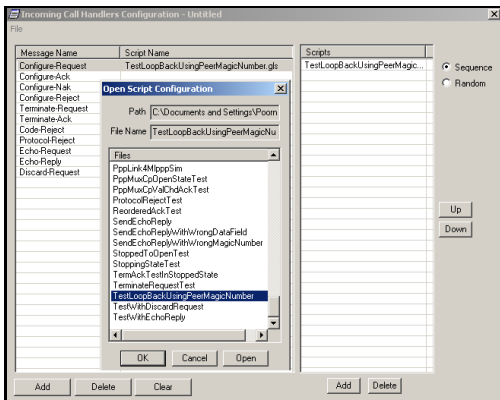 Incoming Call Handlers Configuration - Untitled
File
Message Name Script Name
Configure-Request TestLoopBackUsingPeerMagicNumber.gls
Configure-Ack
Configure-Nak
Configure-Reject
Terminate-Request
Terminate-Ack
Code-Reject
Protocol-Reject
Echo-Request
Echo-Reply
Discard-Request
Open Script Configuration
Path C:\Documents and Settings\Poorn
File Name TestLoopBackUsingPeerMagicNu
Files
PppLink4MlpppSim
PppMuxCpOpenStateTest
PppMuxCpValChdAckTest
ProtocolRejectTest
ReorderedAckTest
SendEchoReply
SendEchoReplyWithWrongDataField
SendEchoReplyWithWrongMagicNumber
StoppedToOpenTest
StoppingStateTest
TermAckTestInStoppedState
TerminateRequestTest
TestLoopBackUsingPeerMagicNumber
TestWithDiscardRequest
TestWithEchoReply
OK Cancel Open
Add Delete Clear
Scripts
TestLoopBackUsingPeerMagic...
Sequence
Random
Up
Down
Add Delete